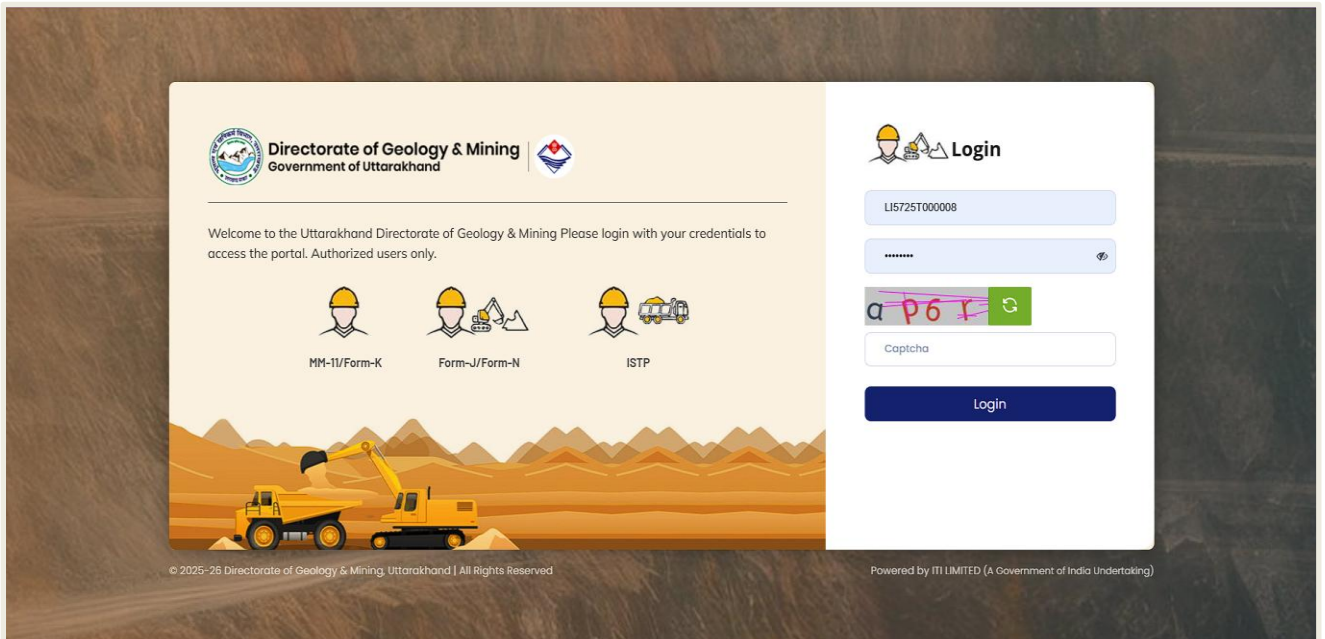 Directorate of Geology & Mining
Government of Uttarakhand
Welcome to the Uttarakhand Directorate of Geology & Mining Please login with your credentials to
access the portal. Authorized users only.
MM-11/Form-K
Form-J/Form-N
ISTP
Login
LI5725T000008
••••••••
a P 6 r
Captcha
Login
© 2025-26 Directorate of Geology & Mining, Uttarakhand | All Rights Reserved
Powered by ITI LIMITED (A Government of India Undertaking)